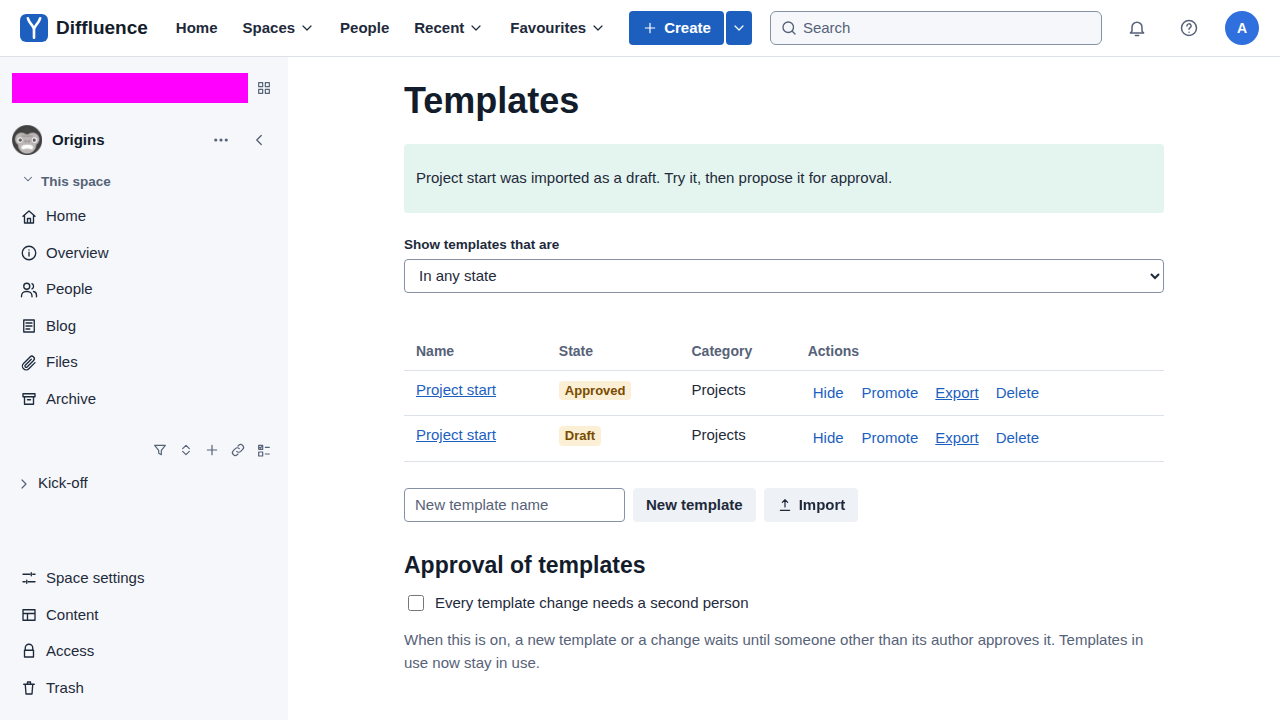 Diffluence
Home
Spaces
People
Recent
Favourites
Create
Search
A
Origins
This space
Home
Overview
People
Blog
Files
Archive
Kick-off
Space settings
Content
Access
Trash
Templates
Project start was imported as a draft. Try it, then propose it for approval.
Show templates that are
In any state
Name State Category Actions
Project start Approved Projects Hide Promote Export Delete
Project start Draft Projects Hide Promote Export Delete
New template name New template Import
Approval of templates
Every template change needs a second person
When this is on, a new template or a change waits until someone other than its author approves it. Templates in
use now stay in use.